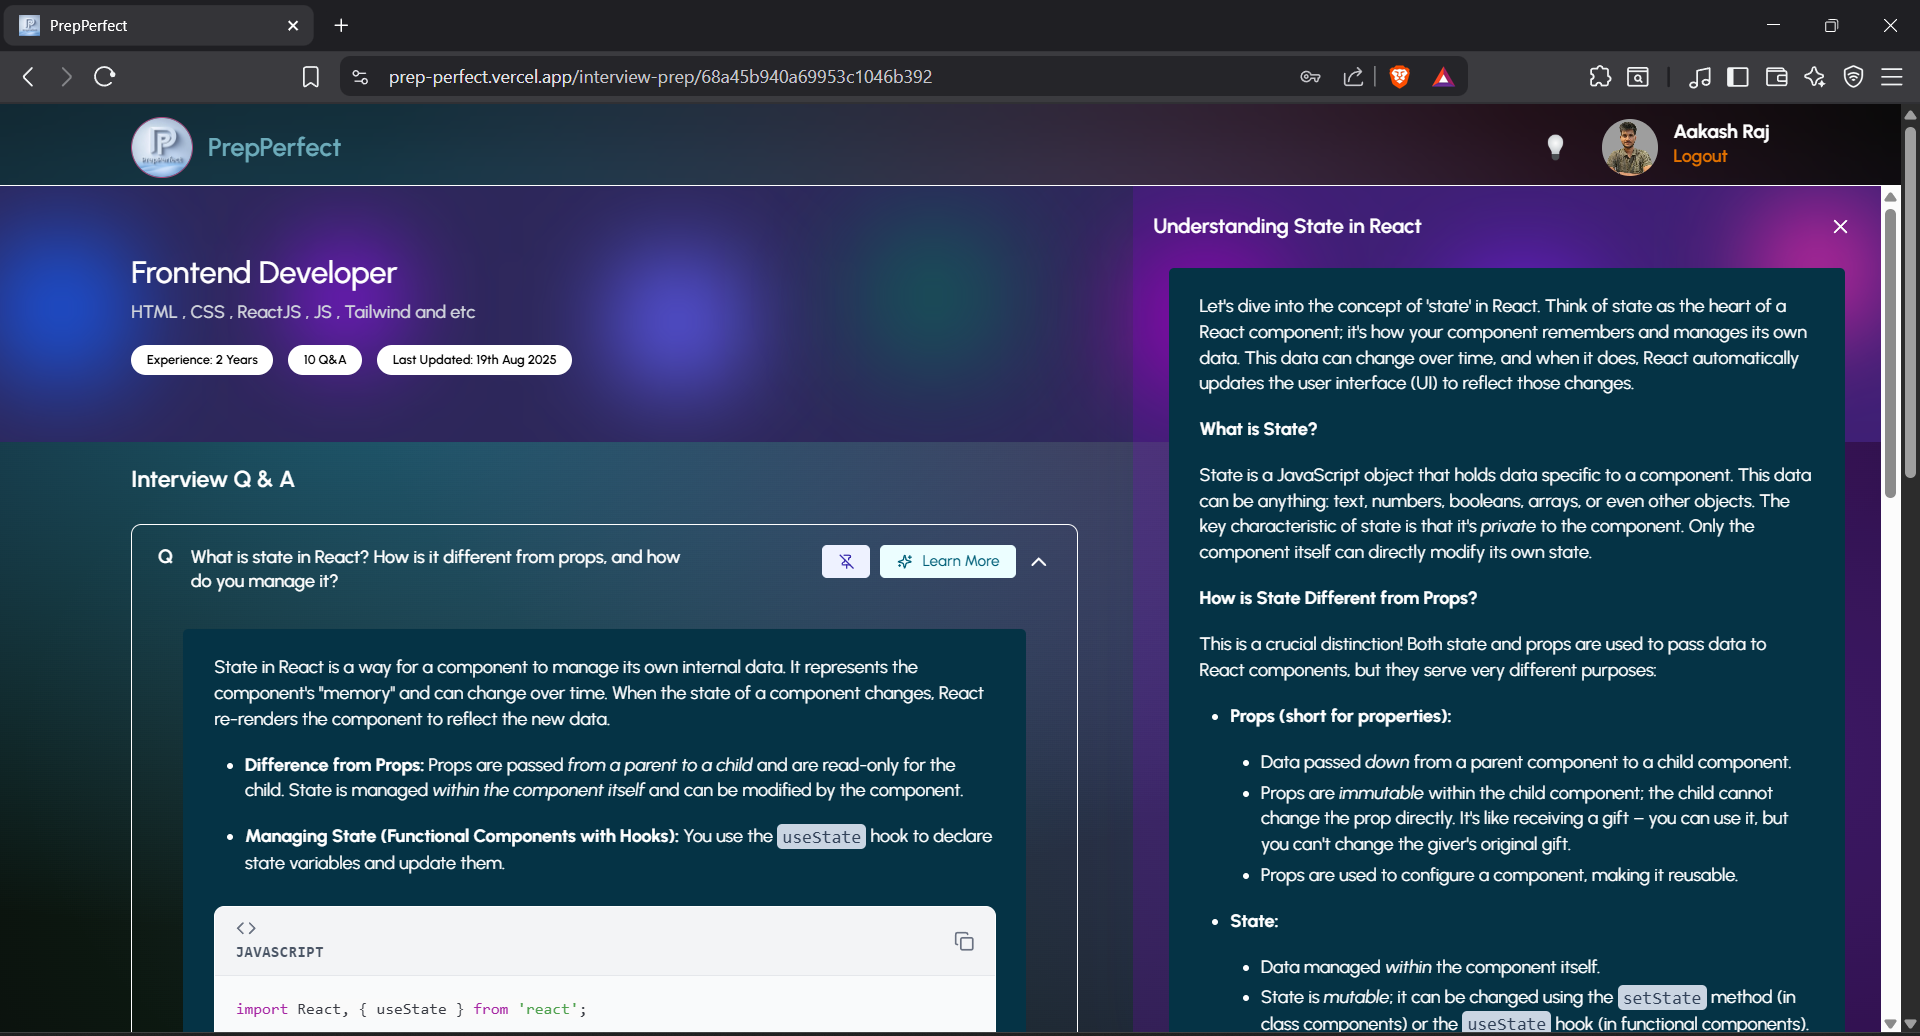 PrepPerfect
prep-perfect.vercel.app/interview-prep/68a45b940a69953c1046b392
PrepPerfect
Aakash Raj
Logout
Frontend Developer
HTML , CSS , ReactJS , JS , Tailwind and etc
Experience: 2 Years
10 Q&A
Last Updated: 19th Aug 2025
Interview Q & A
Q What is state in React? How is it different from props, and how
do you manage it?
Learn More
State in React is a way for a component to manage its own internal data. It represents the
component's "memory" and can change over time. When the state of a component changes, React
re-renders the component to reflect the new data.
• Difference from Props: Props are passed from a parent to a child and are read-only for the
child. State is managed within the component itself and can be modified by the component.
• Managing State (Functional Components with Hooks): You use the useState hook to declare
state variables and update them.
<>
JAVASCRIPT
import React, { useState } from 'react';
Understanding State in React
Let's dive into the concept of 'state' in React. Think of state as the heart of a
React component; it's how your component remembers and manages its own
data. This data can change over time, and when it does, React automatically
updates the user interface (UI) to reflect those changes.
What is State?
State is a JavaScript object that holds data specific to a component. This data
can be anything: text, numbers, booleans, arrays, or even other objects. The
key characteristic of state is that it's private to the component. Only the
component itself can directly modify its own state.
How is State Different from Props?
This is a crucial distinction! Both state and props are used to pass data to
React components, but they serve very different purposes:
• Props (short for properties):
• Data passed down from a parent component to a child component.
• Props are immutable within the child component; the child cannot
change the prop directly. It's like receiving a gift – you can use it, but
you can't change the giver's original gift.
• Props are used to configure a component, making it reusable.
• State:
• Data managed within the component itself.
• State is mutable; it can be changed using the setState method (in
class components) or the useState hook (in functional components).